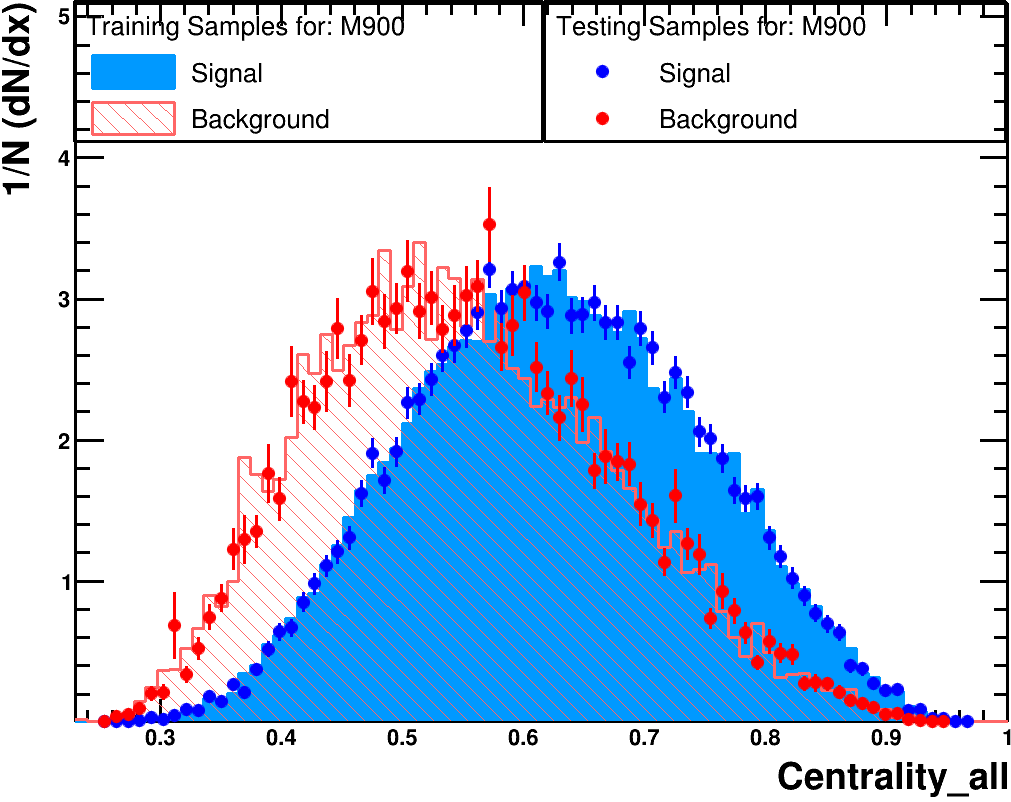 1/N (dN/dx)
5
Training Samples for: M900
Signal
Background
Testing Samples for: M900
Signal
Background
4
3
2
1
0.3 0.4 0.5 0.6 0.7 0.8 0.9 1
Centrality_all